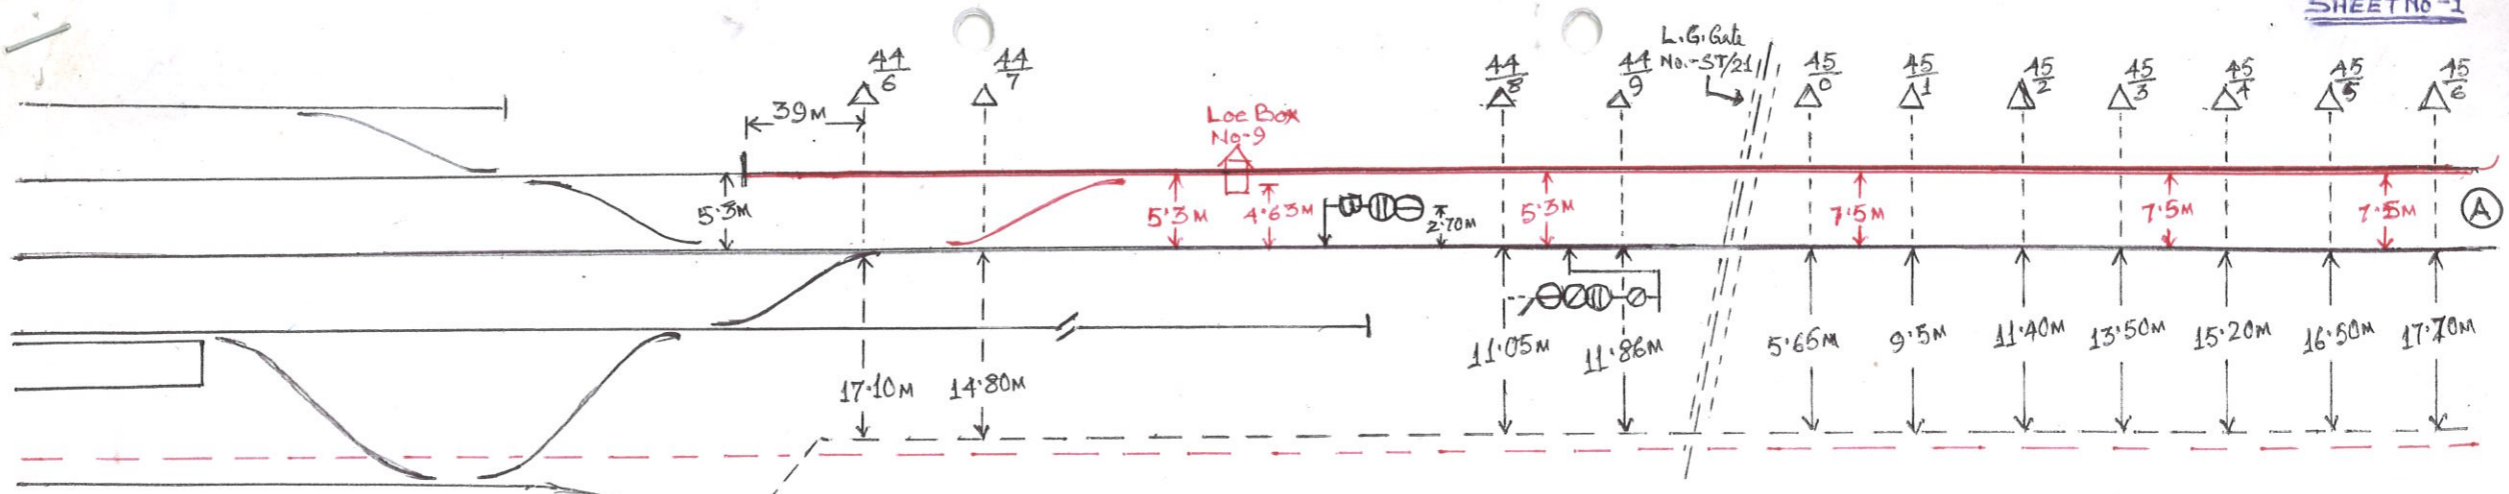 SHEET NO-1
44/6
44/7
44/8
44/9
L.G. Gate
No.-ST/21
45/0
45/1
45/2
45/3
45/4
45/5
45/6
39M
Loc Box
No-9
5.3M
5.3M
4.63M
2.70M
5.3M
7.5M
7.5M
7.5M
A
11.05M
11.86M
5.65M
9.5M
11.40M
13.50M
15.20M
16.50M
17.70M
17.10M
14.80M